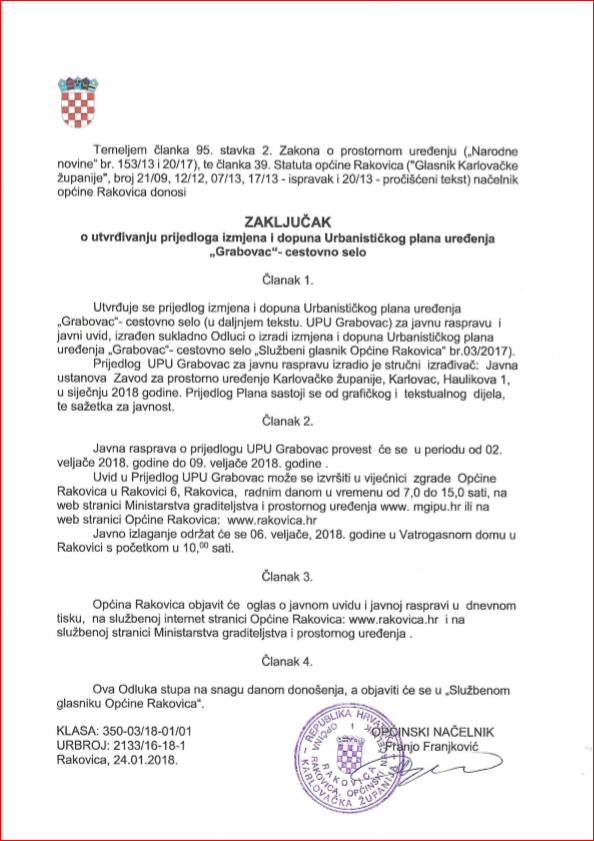 Temeljem članka 95. stavka 2. Zakona o prostornom uređenju („Narodne
novine" br. 153/13 i 20/17), te članka 39. Statuta općine Rakovica ("Glasnik Karlovačke
županije", broj 21/09, 12/12, 07/13, 17/13 - ispravak i 20/13 - pročišćeni tekst) načelnik
općine Rakovica donosi
ZAKLJUČAK
o utvrđivanju prijedloga izmjena i dopuna Urbanističkog plana uređenja
„Grabovac“- cestovno selo
Članak 1.
Utvrđuje se prijedlog izmjena i dopuna Urbanističkog plana uređenja
„Grabovac“- cestovno selo (u daljnjem tekstu. UPU Grabovac) za javnu raspravu i
javni uvid, izrađen sukladno Odluci o izradi izmjena i dopuna Urbanističkog plana
uređenja „Grabovac“- cestovno selo „Službeni glasnik Općine Rakovica“ br.03/2017).
Prijedlog UPU Grabovac za javnu raspravu izradio je stručni izrađivač: Javna
ustanova Zavod za prostorno uređenje Karlovačke županije, Karlovac, Haulikova 1,
u siječnju 2018 godine. Prijedlog Plana sastoji se od grafičkog i tekstualnog dijela,
te sažetka za javnost.
Članak 2.
Javna rasprava o prijedlogu UPU Grabovac provest će se u periodu od 02.
veljače 2018. godine do 09. veljače 2018. godine .
Uvid u Prijedlog UPU Grabovac može se izvršiti u vijećnici zgrade Općine
Rakovica u Rakovici 6, Rakovica, radnim danom u vremenu od 7,0 do 15,0 sati, na
web stranici Ministarstva graditeljstva i prostornog uređenja www. mgipu.hr ili na
web stranici Općine Rakovica: www.rakovica.hr
Javno izlaganje održat će se 06. veljače, 2018. godine u Vatrogasnom domu u
Rakovici s početkom u 10,00 sati.
Članak 3.
Općina Rakovica objavit će oglas o javnom uvidu i javnoj raspravi u dnevnom
tisku, na službenoj internet stranici Općine Rakovica: www.rakovica.hr i na
službenoj stranici Ministarstva graditeljstva i prostornog uređenja .
Članak 4.
Ova Odluka stupa na snagu danom donošenja, a objaviti će se u „Službenom
glasniku Općine Rakovica“.
KLASA: 350-03/18-01/01
URBROJ: 2133/16-18-1
Rakovica, 24.01.2018.
OPĆINSKI NAČELNIK
Franjo Franjković
REPUBLIKA HRVATSKA
KARLOVAČKA ŽUPANIJA
OPĆINA RAKOVICA, OPĆINSKI NAČELNIK 1
RAKOVICA